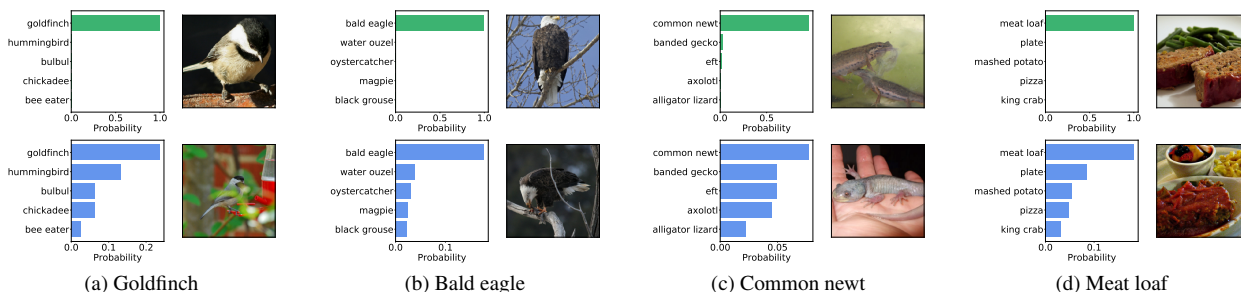 goldfinch
hummingbird
bulbul
chickadee
bee eater
0.0 1.0
Probability
bald eagle
water ouzel
oystercatcher
magpie
black grouse
0.0 0.5 1.0
Probability
common newt
banded gecko
eft
axolotl
alligator lizard
0.0 0.5
Probability
meat loaf
plate
mashed potato
pizza
king crab
0.0 0.5 1.0
Probability
goldfinch
hummingbird
bulbul
chickadee
bee eater
0.0 0.1 0.2
Probability
bald eagle
water ouzel
oystercatcher
magpie
black grouse
0.0 0.1
Probability
common newt
banded gecko
eft
axolotl
alligator lizard
0.00 0.05
Probability
meat loaf
plate
mashed potato
pizza
king crab
0.0 0.1
Probability
(a) Goldfinch
(b) Bald eagle
(c) Common newt
(d) Meat loaf